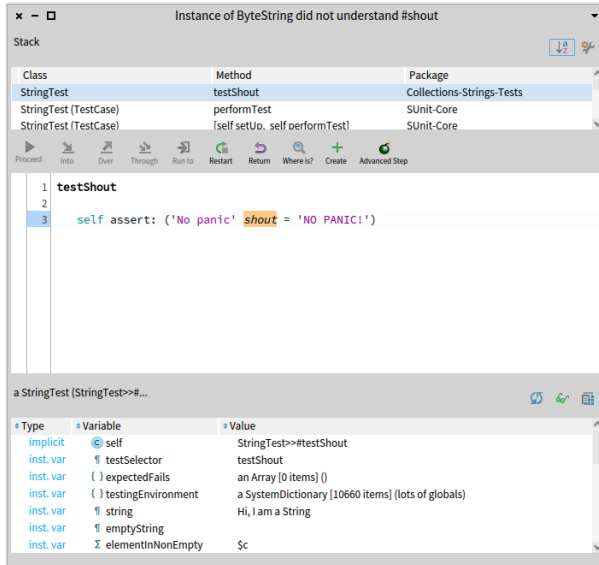 Instance of ByteString did not understand #shout
Stack
Class Method Package
StringTest testShout Collections-Strings-Tests
StringTest (TestCase) performTest SUnit-Core
StringTest (TestCase) [self setUp. self performTest] SUnit-Core
Proceed Into Over Through Run to Restart Return Where is? Create Advanced Step
1 testShout
2
3 self assert: ('No panic' shout = 'NO PANIC!')
a StringTest (StringTest>>#...
Type Variable Value
implicit self StringTest>>#testShout
inst. var testSelector testShout
inst. var expectedFails an Array [0 items] ()
inst. var testingEnvironment a SystemDictionary [10660 items] (lots of globals)
inst. var string Hi, I am a String
inst. var emptyString
inst. var elementInNonEmpty $c